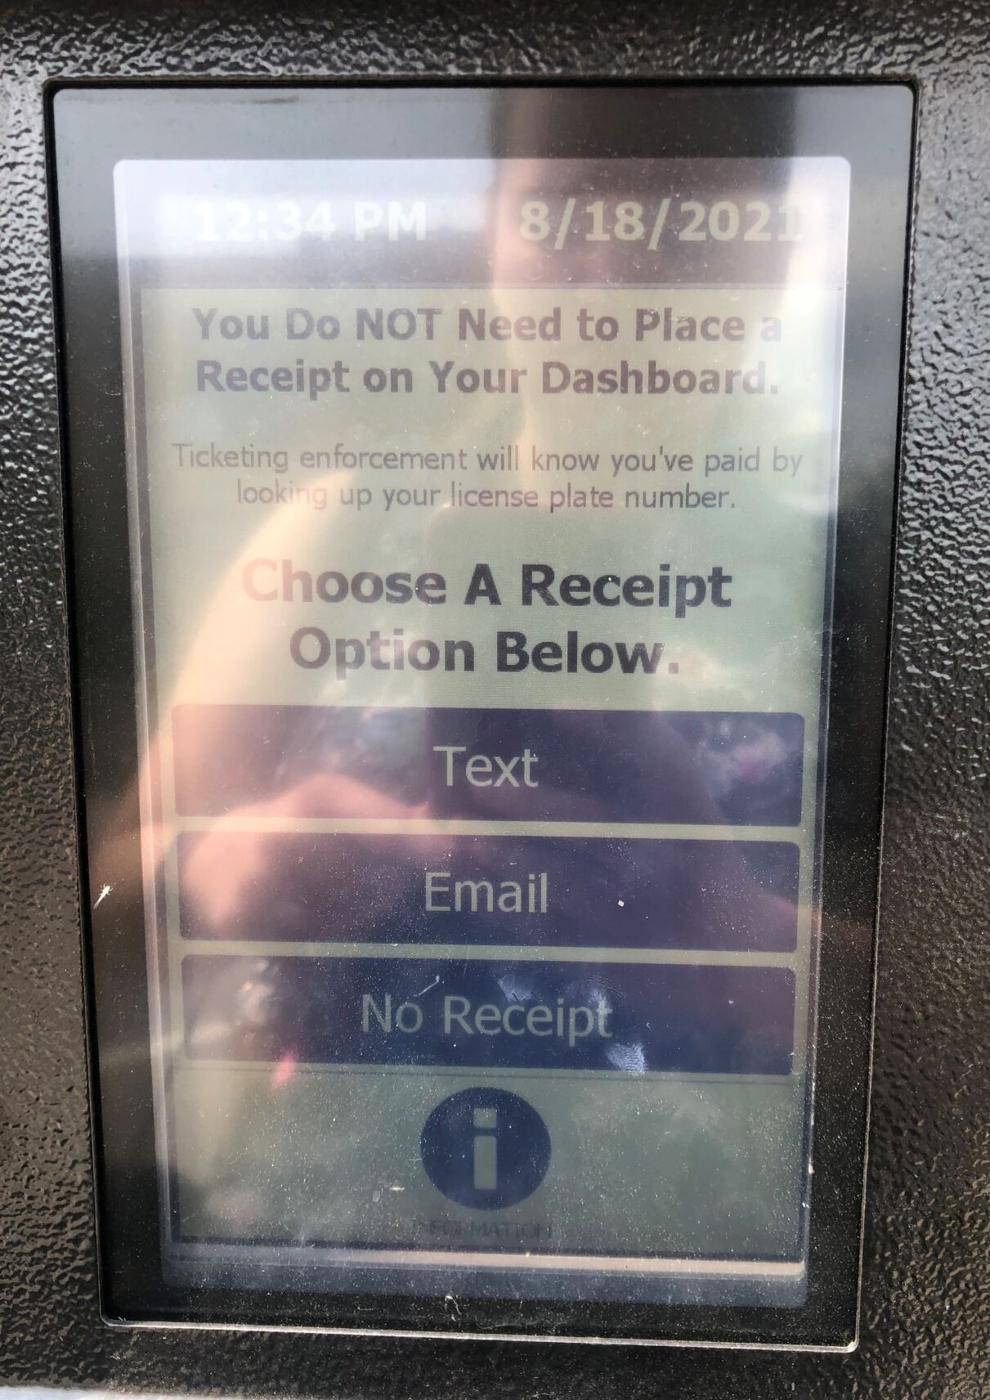 12:34 PM 8/18/2021
You Do NOT Need to Place a
Receipt on Your Dashboard.
Ticketing enforcement will know you've paid by
looking up your license plate number.
Choose A Receipt
Option Below.
Text
Email
No Receipt
i
INFORMATION